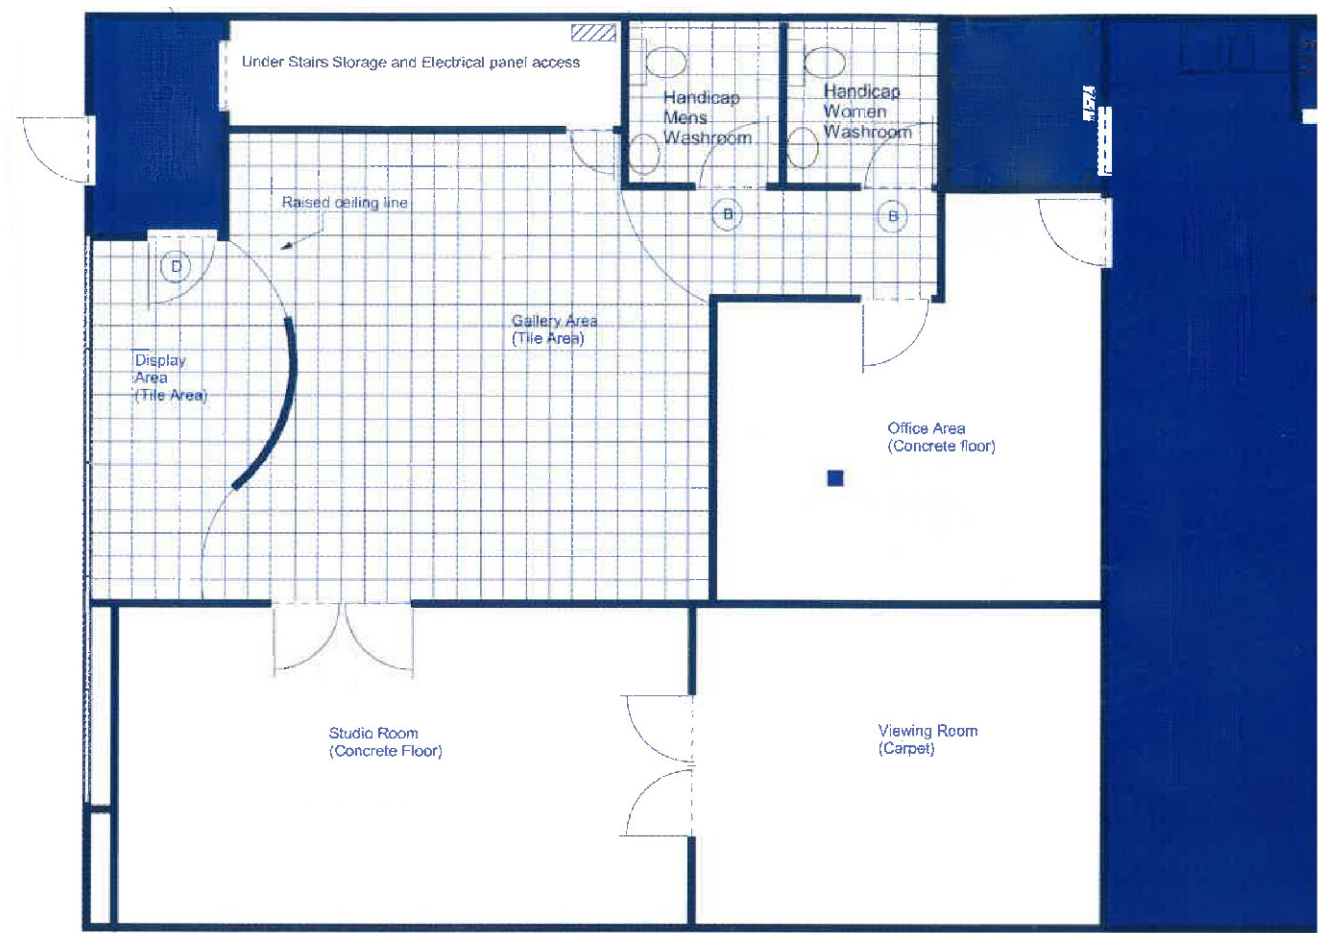 Under Stairs Storage and Electrical panel access
Handicap
Mens
Washroom
Handicap
Women
Washroom
Raised ceiling line
B
B
D
Gallery Area
(Tile Area)
Display
Area
(Tile Area)
Office Area
(Concrete floor)
Studio Room
(Concrete Floor)
Viewing Room
(Carpet)